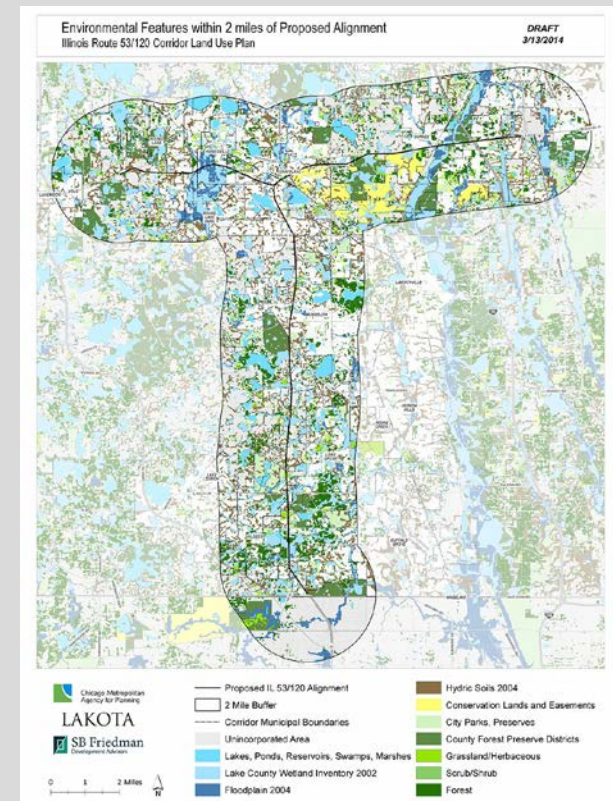 Environmental Features within 2 miles of Proposed Alignment
Illinois Route 53/120 Corridor Land Use Plan
DRAFT
3/13/2014
Chicago Metropolitan
Agency for Planning
LAKOTA
SB Friedman
Development Advisors
0 1 2 Miles
N
Proposed IL 53/120 Alignment
2 Mile Buffer
Corridor Municipal Boundaries
Unincorporated Area
Lakes, Ponds, Reservoirs, Swamps, Marshes
Lake County Wetland Inventory 2002
Floodplain 2004
Hydric Soils 2004
Conservation Lands and Easements
City Parks, Preserves
County Forest Preserve Districts
Grassland/Herbaceous
Scrub/Shrub
Forest